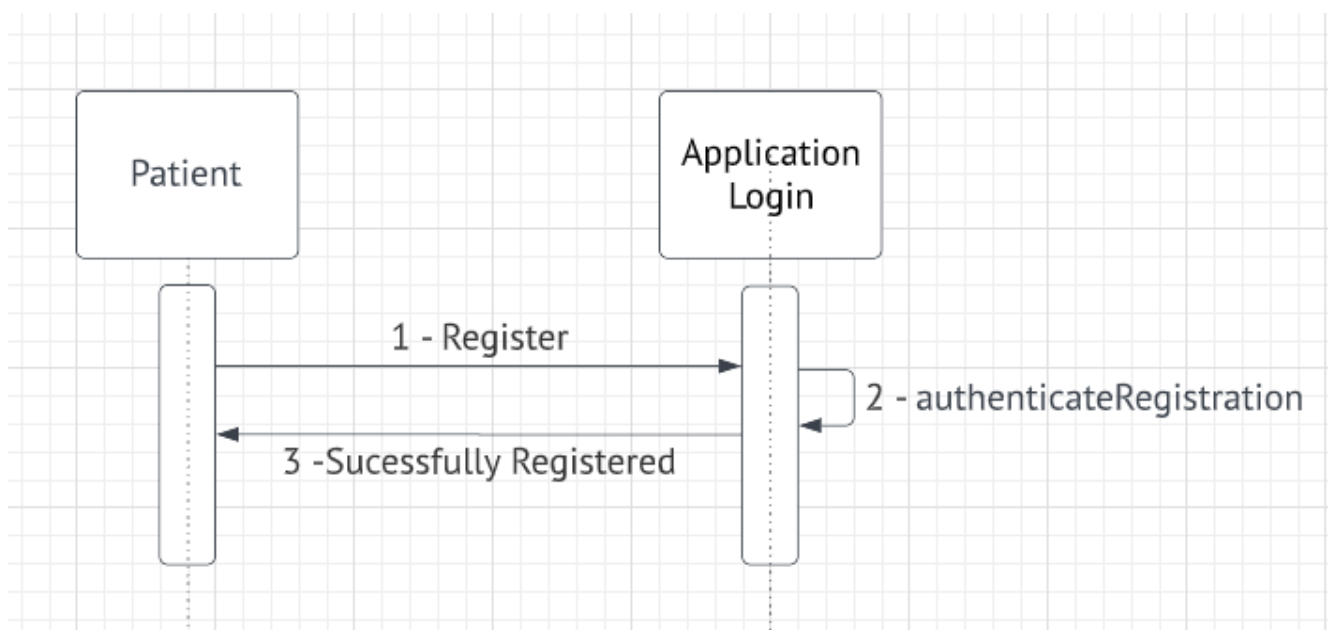 Patient
Application
Login
1 - Register
2 - authenticateRegistration
3 -Sucessfully Registered